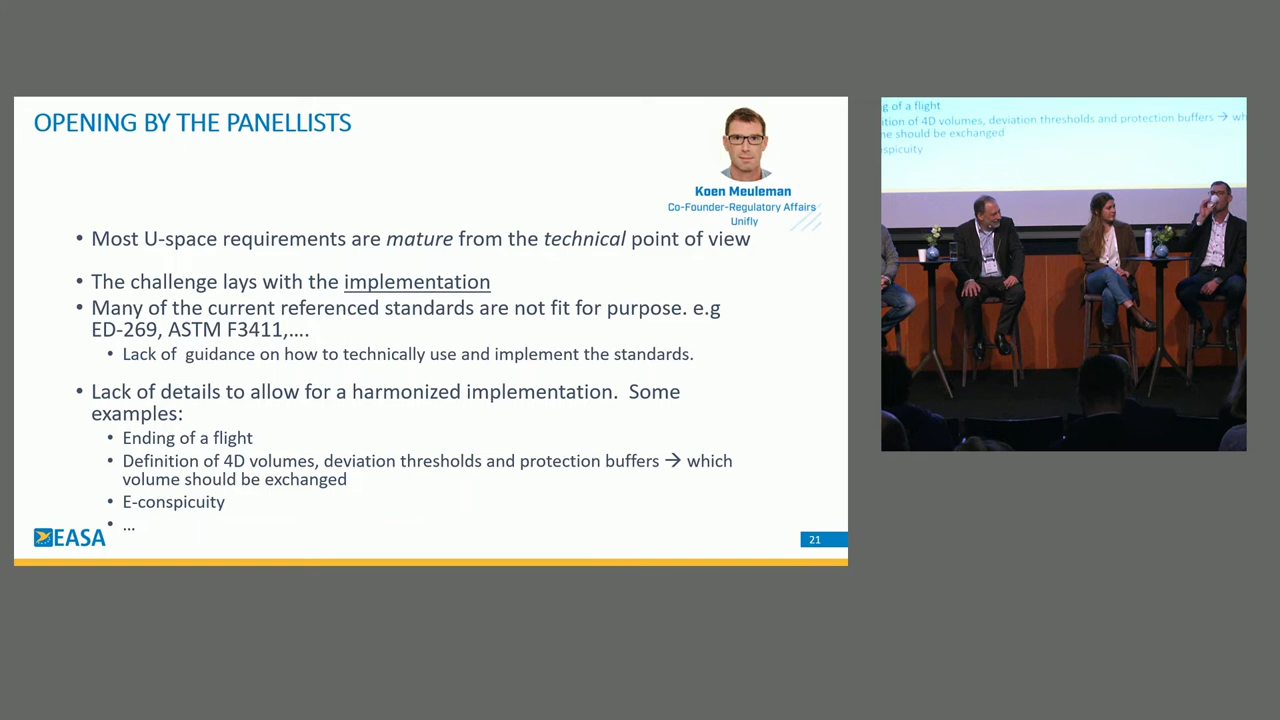 OPENING BY THE PANELLISTS
Koen Meuleman
Co-Founder-Regulatory Affairs
Unifly
• Most U-space requirements are mature from the technical point of view
• The challenge lays with the implementation
• Many of the current referenced standards are not fit for purpose. e.g
ED-269, ASTM F3411,....
• Lack of guidance on how to technically use and implement the standards.
• Lack of details to allow for a harmonized implementation. Some
examples:
• Ending of a flight
• Definition of 4D volumes, deviation thresholds and protection buffers → which
volume should be exchanged
• E-conspicuity
• ...
EASA
21
of a flight
of 4D volumes, deviation thresholds and protection buffers →
should be exchanged